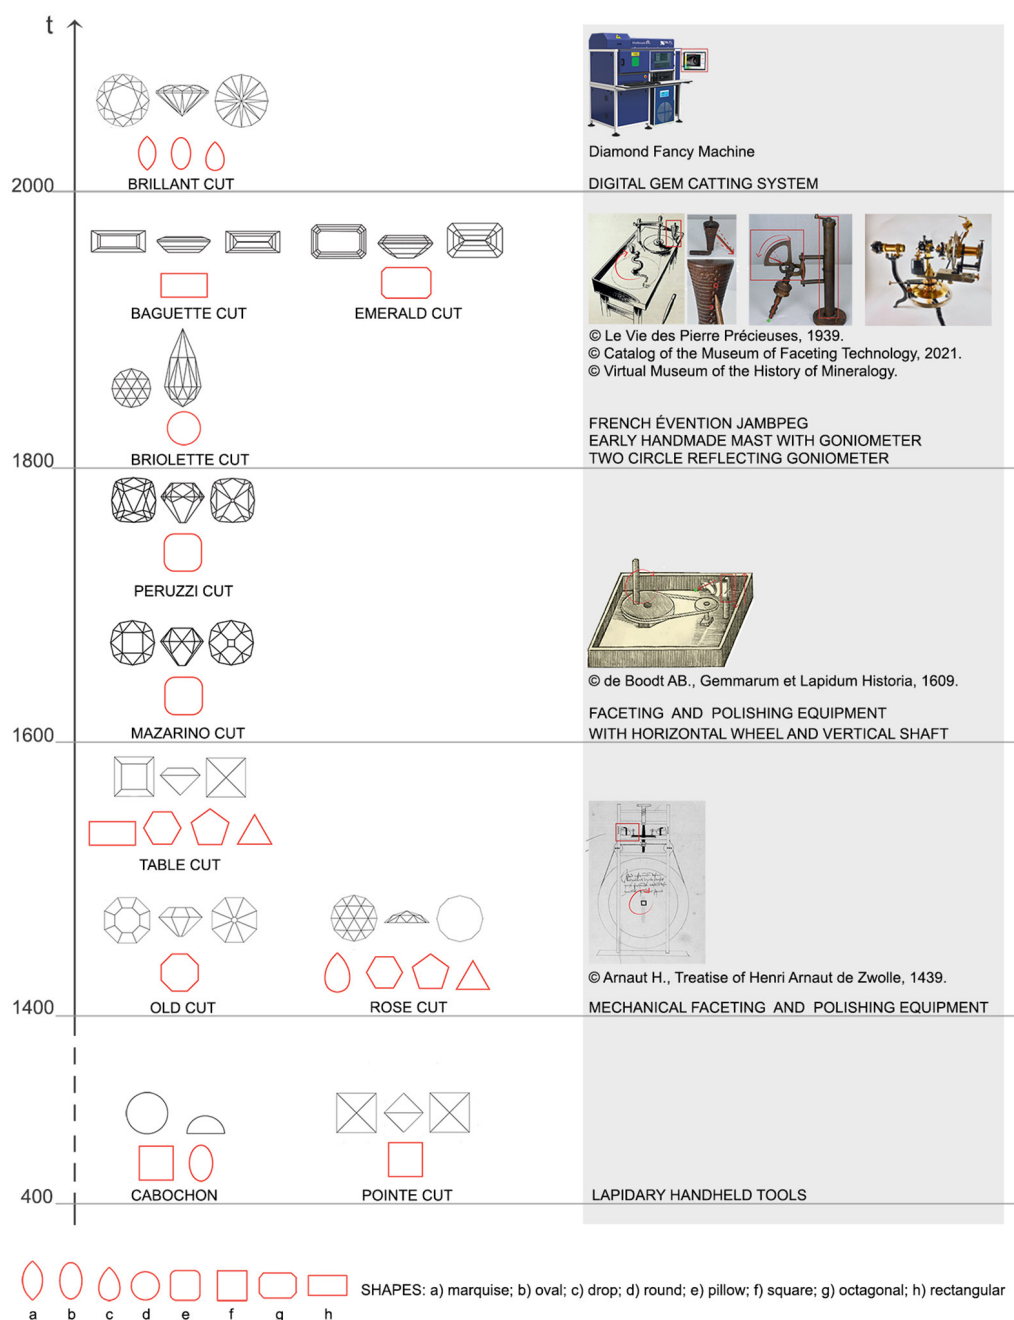 t
BRILLANT CUT
Diamond Fancy Machine
2000
DIGITAL GEM CATTING SYSTEM
BAGUETTE CUT
EMERALD CUT
© Le Vie des Pierre Précieuses, 1939.
© Catalog of the Museum of Faceting Technology, 2021.
© Virtual Museum of the History of Mineralogy.
BRIOLETTE CUT
FRENCH ÉVENTION JAMBPEG
EARLY HANDMADE MAST WITH GONIOMETER
TWO CIRCLE REFLECTING GONIOMETER
1800
PERUZZI CUT
MAZARINO CUT
© de Boodt AB., Gemmarum et Lapidum Historia, 1609.
FACETING AND POLISHING EQUIPMENT
WITH HORIZONTAL WHEEL AND VERTICAL SHAFT
1600
TABLE CUT
OLD CUT
ROSE CUT
© Arnaut H., Treatise of Henri Arnaut de Zwolle, 1439.
MECHANICAL FACETING AND POLISHING EQUIPMENT
1400
CABOCHON
POINTE CUT
LAPIDARY HANDHELD TOOLS
400
SHAPES: a) marquise; b) oval; c) drop; d) round; e) pillow; f) square; g) octagonal; h) rectangular
a b c d e f g h